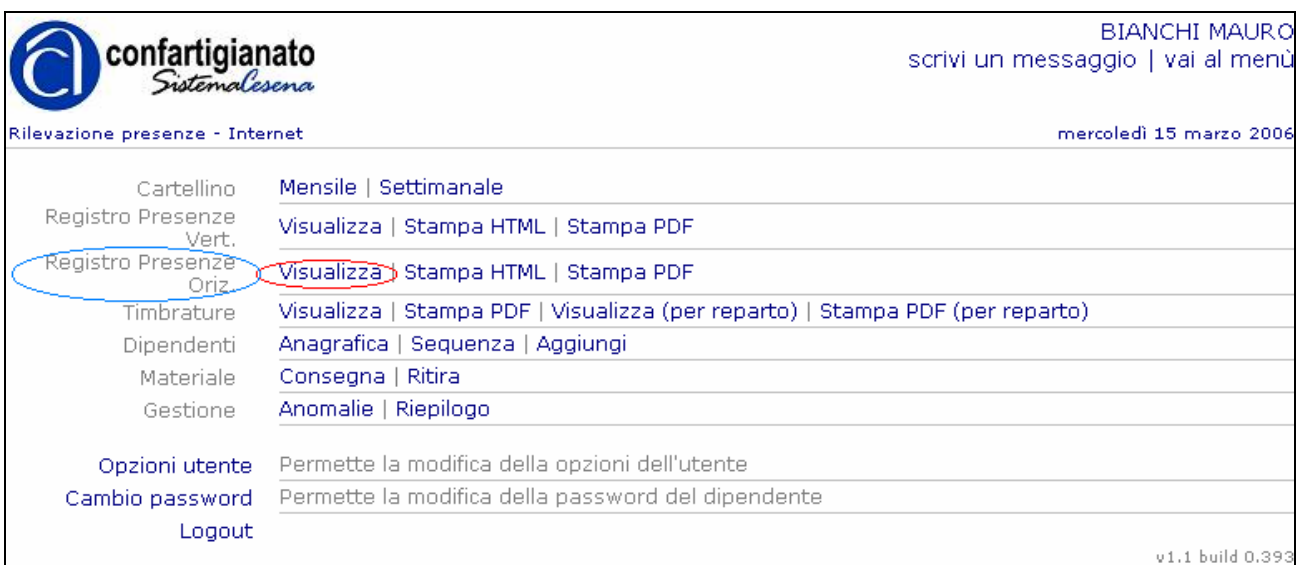 confartigianato
SistemaCesena
BIANCHI MAURO
scrivi un messaggio | vai al menù
Rilevazione presenze - Internet
mercoledì 15 marzo 2006
Cartellino Mensile | Settimanale
Registro Presenze
Vert. Visualizza | Stampa HTML | Stampa PDF
Registro Presenze
Oriz. Visualizza | Stampa HTML | Stampa PDF
Timbrature Visualizza | Stampa PDF | Visualizza (per reparto) | Stampa PDF (per reparto)
Dipendenti Anagrafica | Sequenza | Aggiungi
Materiale Consegna | Ritira
Gestione Anomalie | Riepilogo
Opzioni utente Permette la modifica della opzioni dell'utente
Cambio password Permette la modifica della password del dipendente
Logout
v1.1 build 0.393